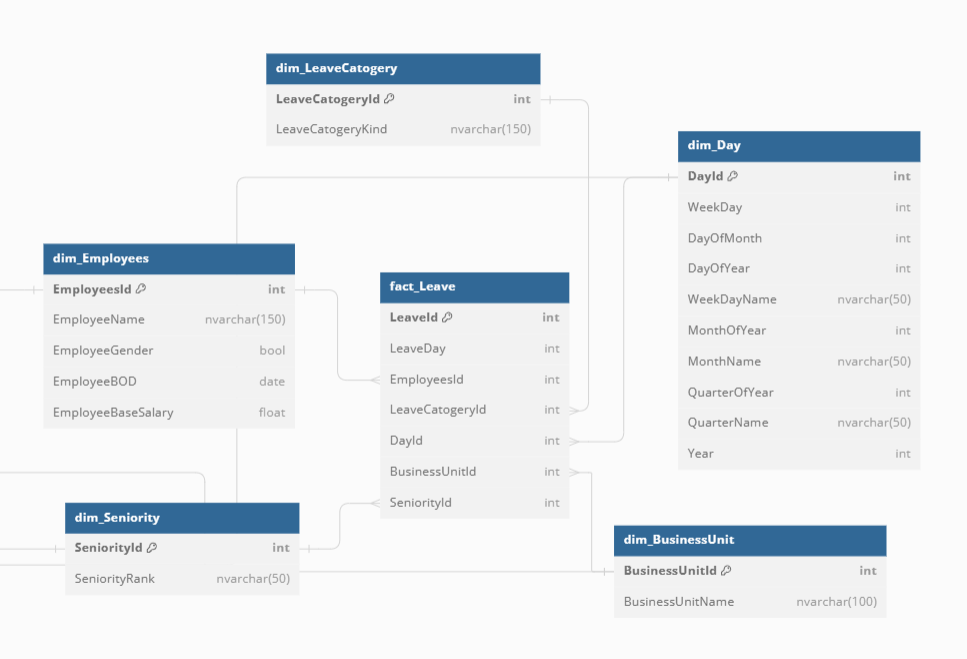 dim_LeaveCatogery
LeaveCatogeryId int
LeaveCatogeryKind nvarchar(150)
dim_Day
DayId int
WeekDay int
DayOfMonth int
DayOfYear int
WeekDayName nvarchar(50)
MonthOfYear int
MonthName nvarchar(50)
QuarterOfYear int
QuarterName nvarchar(50)
Year int
dim_Employees
EmployeesId int
EmployeeName nvarchar(150)
EmployeeGender bool
EmployeeBOD date
EmployeeBaseSalary float
fact_Leave
LeaveId int
LeaveDay int
EmployeesId int
LeaveCatogeryId int
DayId int
BusinessUnitId int
SeniorityId int
dim_Seniority
SeniorityId int
SeniorityRank nvarchar(50)
dim_BusinessUnit
BusinessUnitId int
BusinessUnitName nvarchar(100)